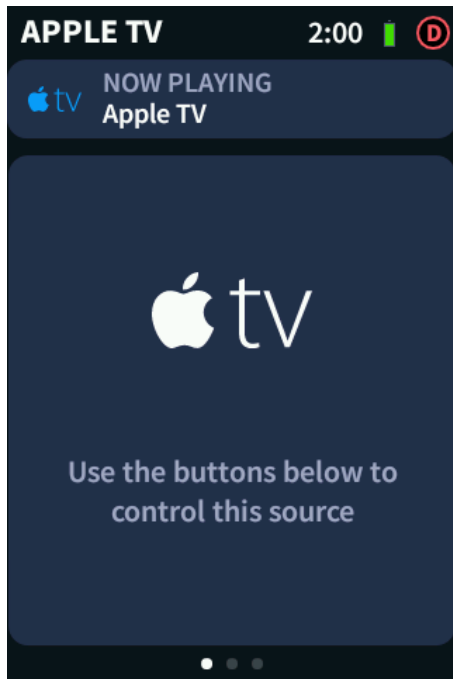 APPLE TV 2:00 D
tv NOW PLAYING
Apple TV
tv
Use the buttons below to
control this source